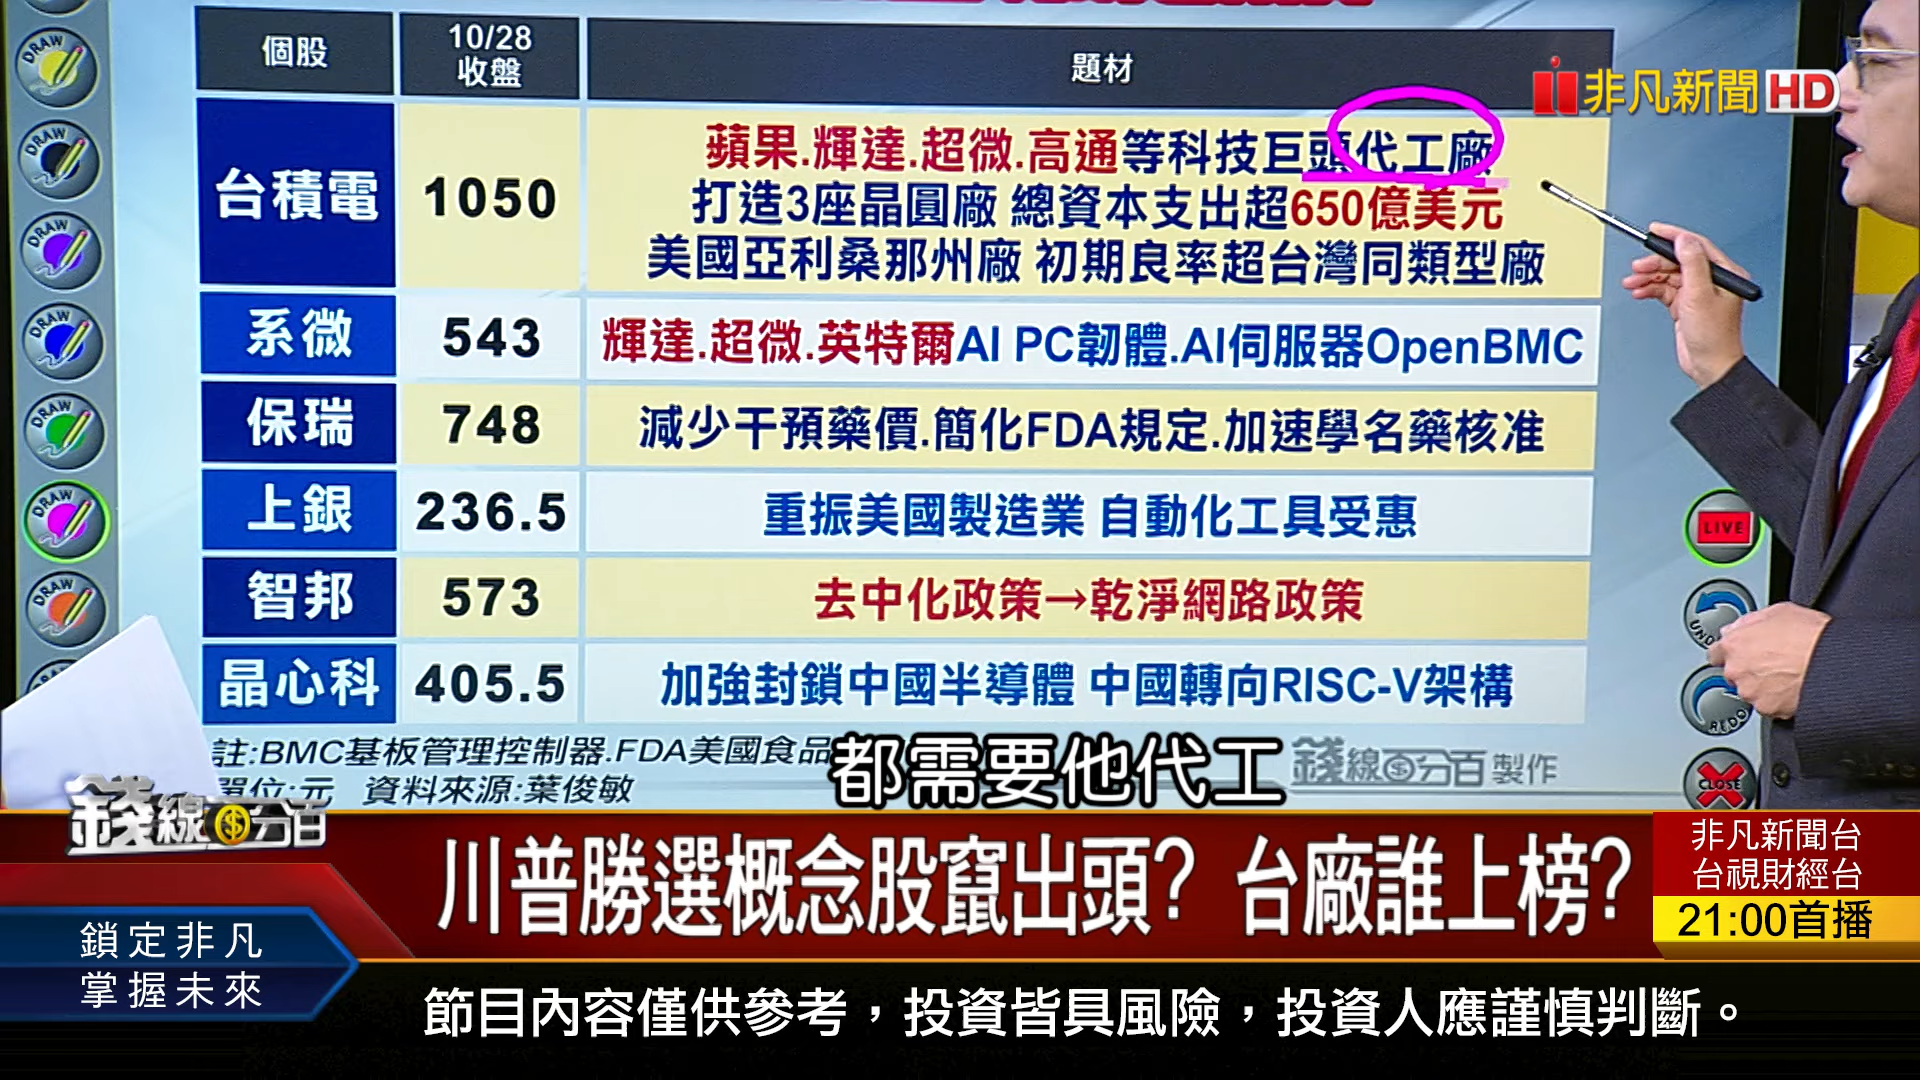 個股
10/28
收盤
題材
非凡新聞HD
台積電
1050
蘋果.輝達.超微.高通等科技巨頭代工廠
打造3座晶圓廠 總資本支出超650億美元
美國亞利桑那州廠 初期良率超台灣同類型廠
系微
543
輝達.超微.英特爾AI PC韌體.AI伺服器OpenBMC
保瑞
748
減少干預藥價.簡化FDA規定.加速學名藥核准
上銀
236.5
重振美國製造業 自動化工具受惠
智邦
573
去中化政策→乾淨網路政策
晶心科
405.5
加強封鎖中國半導體 中國轉向RISC-V架構
註:BMC基板管理控制器.FDA美國食品
單位:元 資料來源:葉俊敏
錢線百分百 製作
DRAW
DRAW
DRAW
DRAW
DRAW
DRAW
DRAW
LIVE
REDO
CLOSE
都需要他代工
錢線百分百
川普勝選概念股竄出頭? 台廠誰上榜?
非凡新聞台
台視財經台
21:00首播
鎖定非凡
掌握未來
節目內容僅供參考，投資皆具風險，投資人應謹慎判斷。